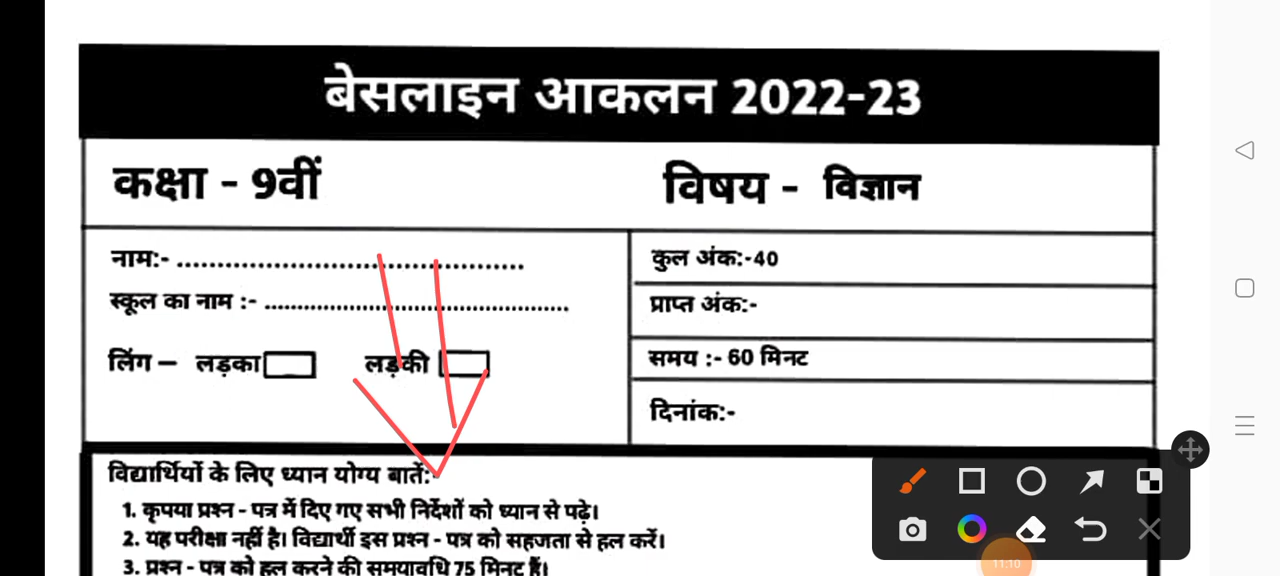 बेसलाइन आकलन 2022-23
कक्षा - 9वीं
विषय - विज्ञान
नाम:- ..................................................
स्कूल का नाम :- ..................................................
लिंग – लड़का
लड़की
कुल अंक:-40
प्राप्त अंक:-
समय :- 60 मिनट
दिनांक:-
विद्यार्थियों के लिए ध्यान योग्य बातें:-
1. कृपया प्रश्न - पत्र में दिए गए सभी निर्देशों को ध्यान से पढ़े।
2. यह परीक्षा नहीं है। विद्यार्थी इस प्रश्न - पत्र को सहजता से हल करें।
3. प्रश्न - पत्र को हल करने की समयावधि 75 मिनट हैं।
11:10